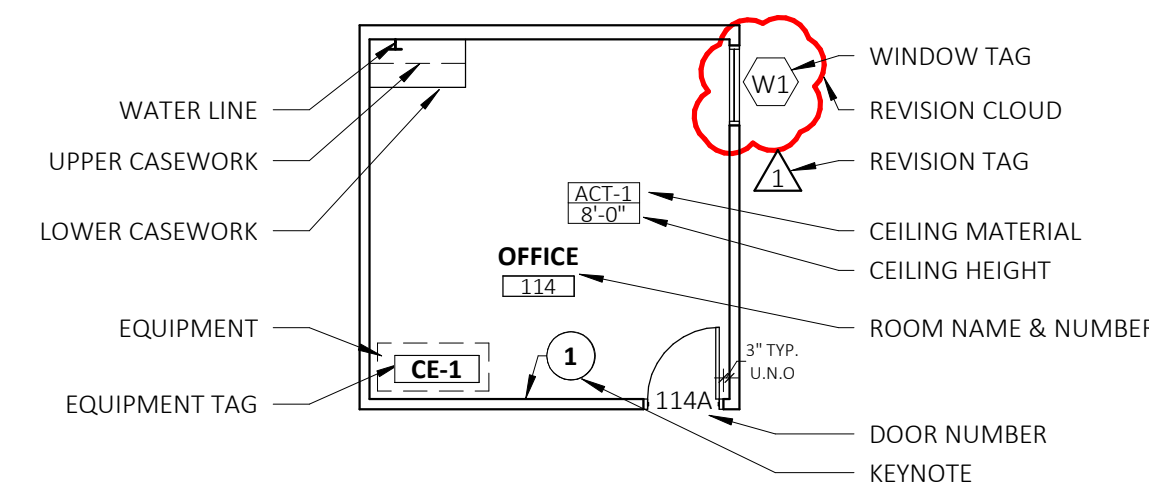 WATER LINE
UPPER CASEWORK
LOWER CASEWORK
EQUIPMENT
EQUIPMENT TAG
W1
1
ACT-1
8'-0"
OFFICE
114
CE-1
1
114A
3" TYP.
U.N.O
WINDOW TAG
REVISION CLOUD
REVISION TAG
CEILING MATERIAL
CEILING HEIGHT
ROOM NAME & NUMBER
DOOR NUMBER
KEYNOTE